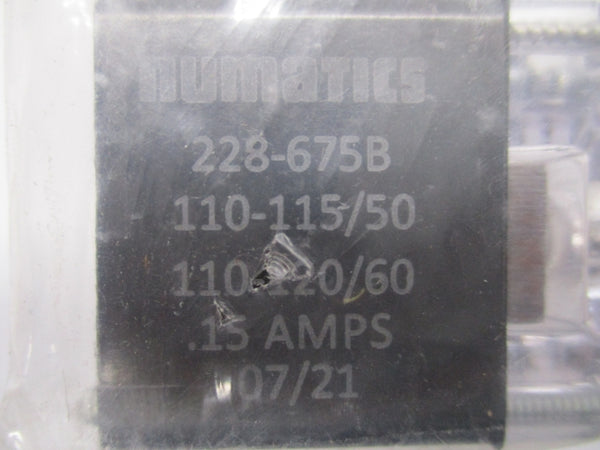 numatics
228-675B
110-115/50
110-120/60
.15 AMPS
07/21